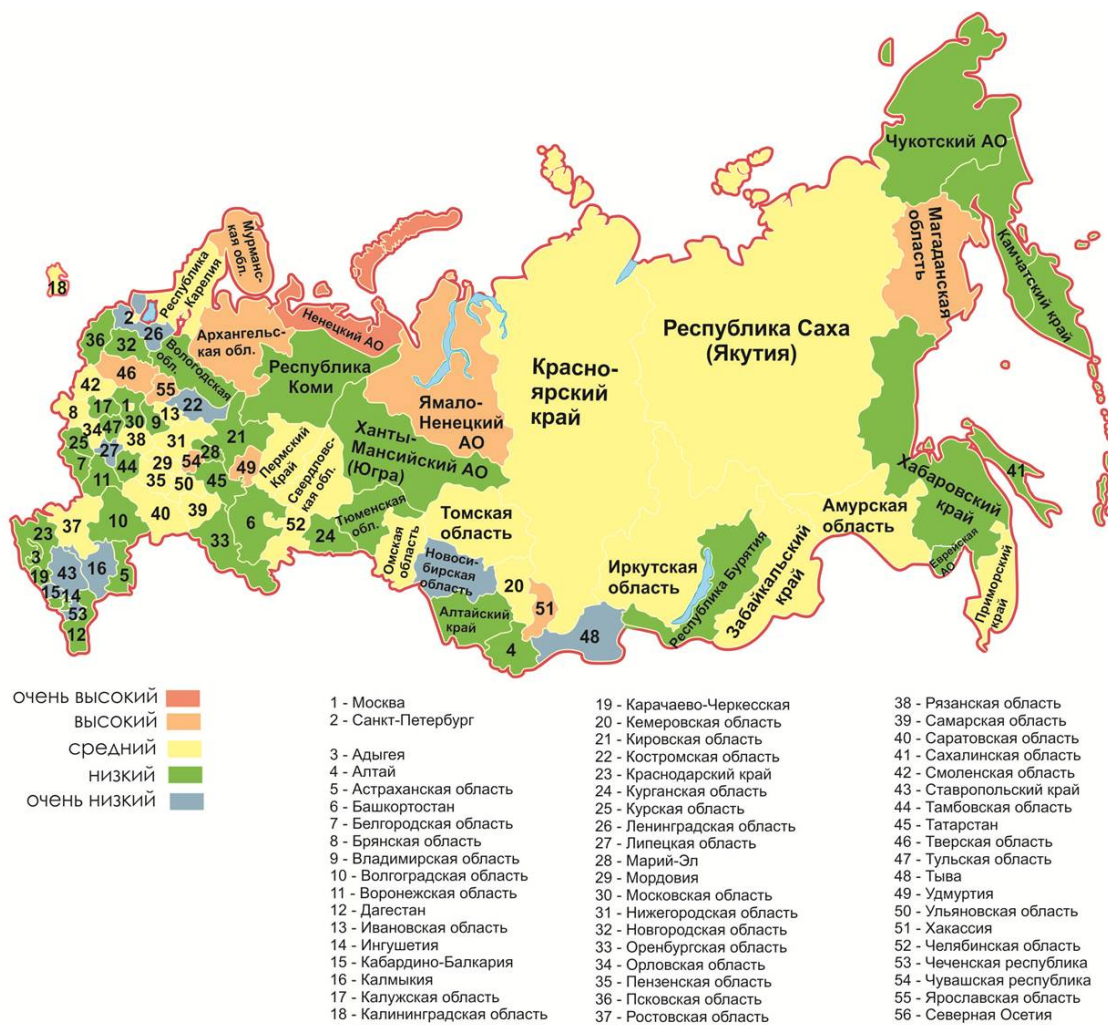 Чукотский АО
Мурманс-
кая обл.
Магаданская
область
Камчатский край
18
Республика
Карелия
2
26
Ненецкий АО
Архангельс-
кая обл.
Республика Саха
(Якутия)
36
32
Вологодская
обл.
Республика
Коми
Красно-
ярский
край
46
55
42
22
Ямало-
Ненецкий
АО
8
17
1
13
30
9
34
47
38
31
21
Пермский
Край
Свердловс-
кая обл.
Ханты-
Мансийский АО
(Югра)
25
27
28
54
49
7
44
29
45
11
35
50
41
Хабаровский
край
37
10
40
39
6
52
24
Тюменская
обл.
Томская
область
Амурская
область
23
33
Омская
область
Новоси-
бирская
область
Еврейская
АО
3
43
16
20
Иркутская
область
Республика Бурятия
Забайкальский
край
Приморский
край
19
5
15
14
51
53
Алтайский
край
48
12
4
очень высокий
высокий
средний
низкий
очень низкий
1 - Москва
2 - Санкт-Петербург
3 - Адыгея
4 - Алтай
5 - Астраханская область
6 - Башкортостан
7 - Белгородская область
8 - Брянская область
9 - Владимирская область
10 - Волгоградская область
11 - Воронежская область
12 - Дагестан
13 - Ивановская область
14 - Ингушетия
15 - Кабардино-Балкария
16 - Калмыкия
17 - Калужская область
18 - Калининградская область
19 - Карачаево-Черкесская
20 - Кемеровская область
21 - Кировская область
22 - Костромская область
23 - Краснодарский край
24 - Курганская область
25 - Курская область
26 - Ленинградская область
27 - Липецкая область
28 - Марий-Эл
29 - Мордовия
30 - Московская область
31 - Нижегородская область
32 - Новгородская область
33 - Оренбургская область
34 - Орловская область
35 - Пензенская область
36 - Псковская область
37 - Ростовская область
38 - Рязанская область
39 - Самарская область
40 - Саратовская область
41 - Сахалинская область
42 - Смоленская область
43 - Ставропольский край
44 - Тамбовская область
45 - Татарстан
46 - Тверская область
47 - Тульская область
48 - Тыва
49 - Удмуртия
50 - Ульяновская область
51 - Хакассия
52 - Челябинская область
53 - Чеченская республика
54 - Чувашская республика
55 - Ярославская область
56 - Северная Осетия